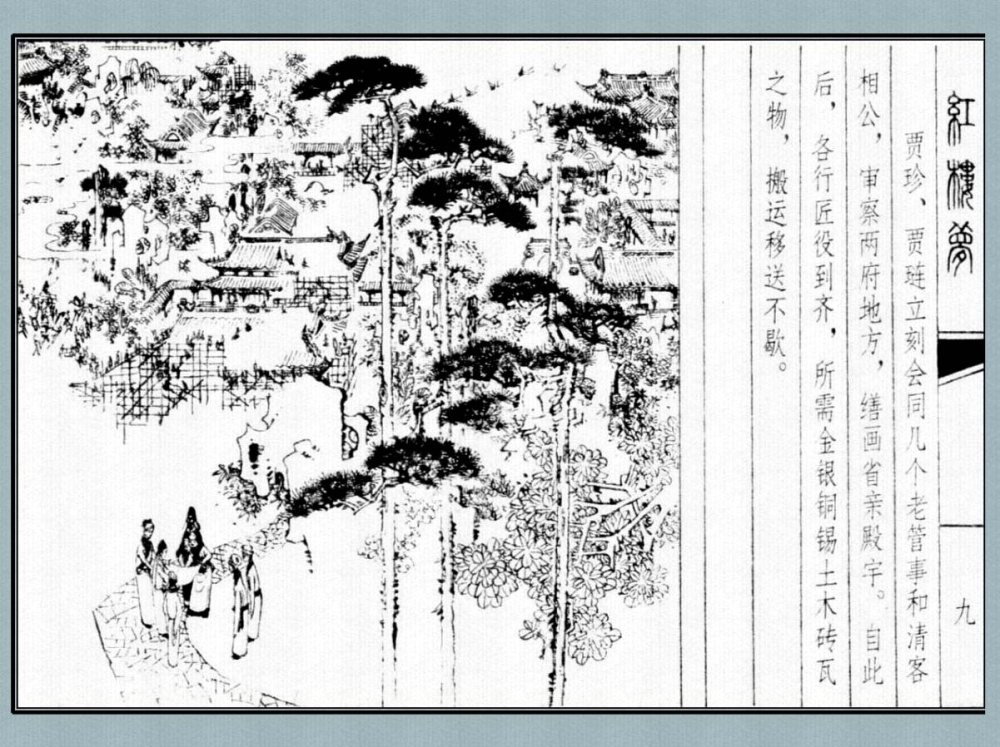 紅樓夢
九
贾珍、贾琏立刻会同几个老管事和清客
相公，审察两府地方，缮画省亲殿宇。自此
后，各行匠役到齐，所需金银铜锡土木砖瓦
之物，搬运移送不歇。